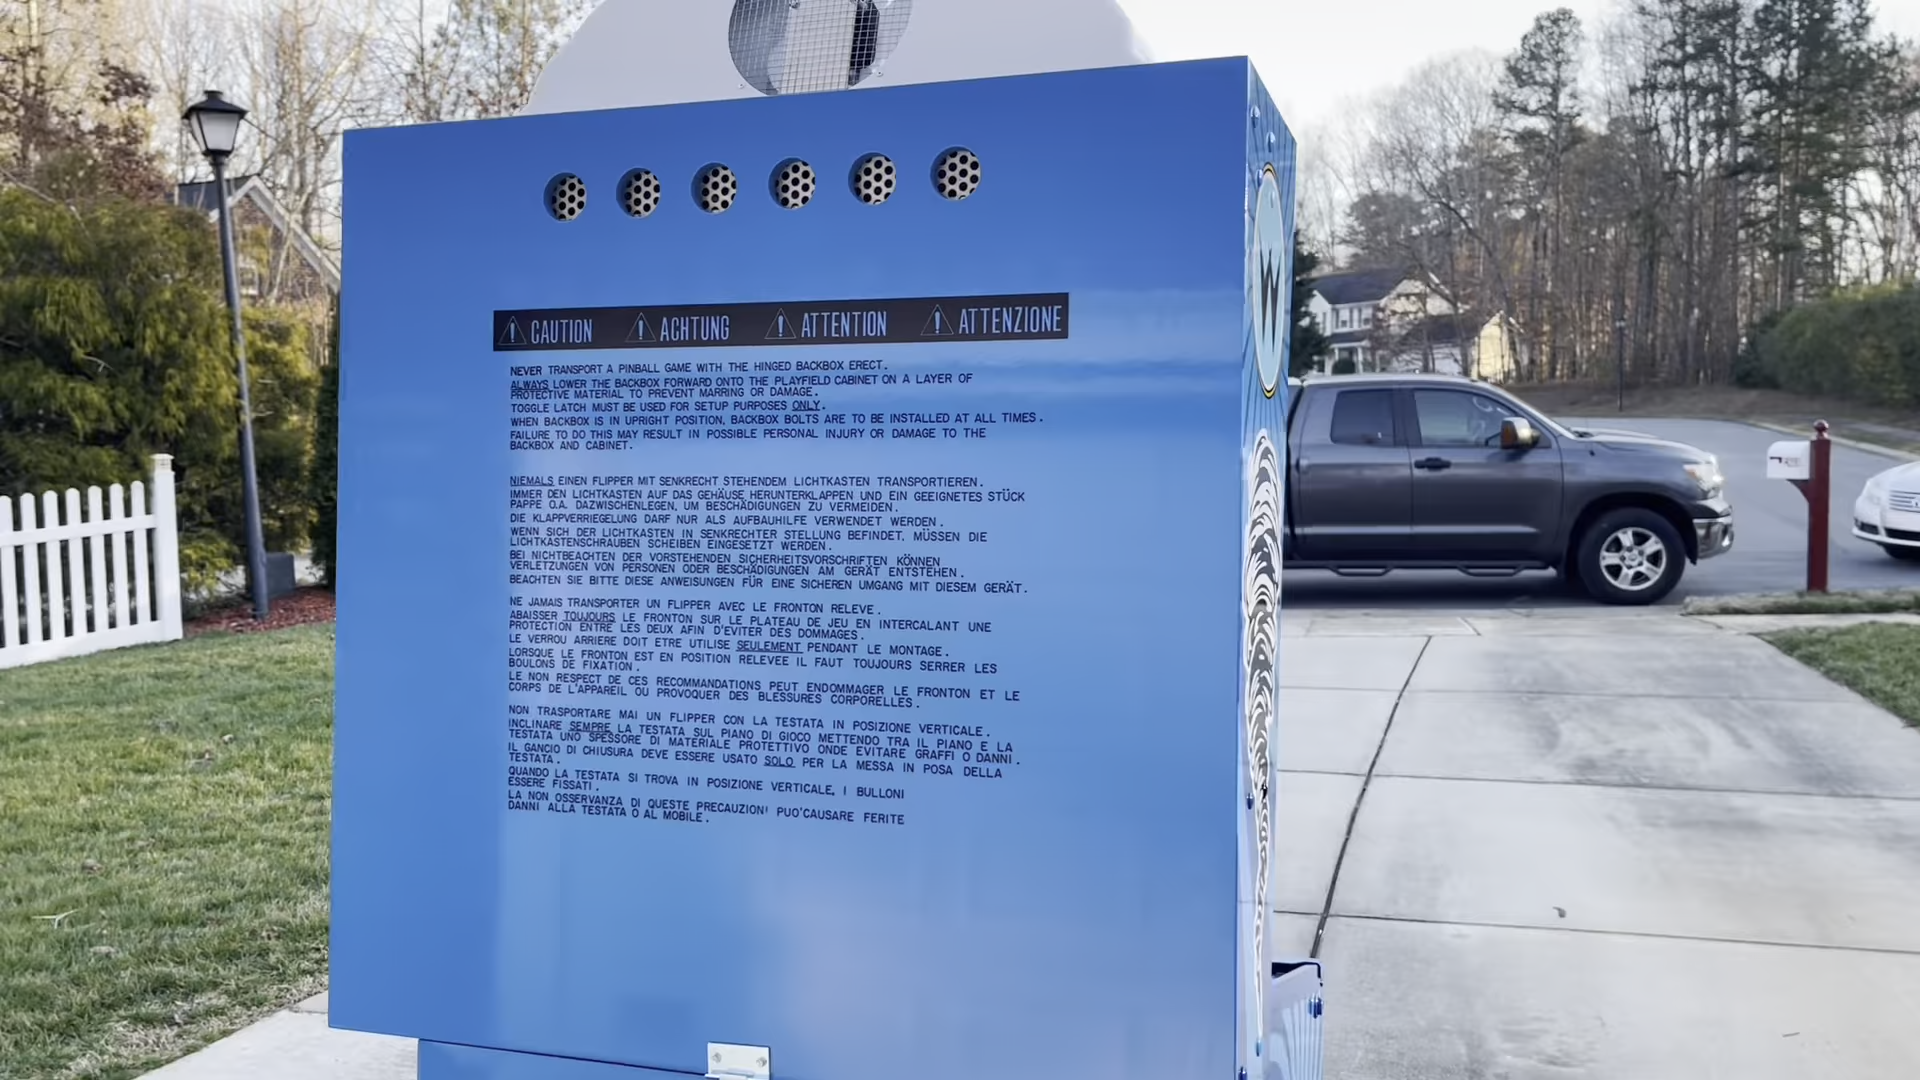 CAUTION ACHTUNG ATTENTION ATTENZIONE
NEVER TRANSPORT A PINBALL GAME WITH THE HINGED BACKBOX ERECT.
ALWAYS LOWER THE BACKBOX FORWARD ONTO THE PLAYFIELD CABINET ON A LAYER OF
PROTECTIVE MATERIAL TO PREVENT MARRING OR DAMAGE.
TOGGLE LATCH MUST BE USED FOR SETUP PURPOSES ONLY.
WHEN BACKBOX IS IN UPRIGHT POSITION, BACKBOX BOLTS ARE TO BE INSTALLED AT ALL TIMES.
FAILURE TO DO THIS MAY RESULT IN POSSIBLE PERSONAL INJURY OR DAMAGE TO THE
BACKBOX AND CABINET.
NIEMALS EINEN FLIPPER MIT SENKRECHT STEHENDEM LICHTKASTEN TRANSPORTIEREN.
IMMER DEN LICHTKASTEN AUF DAS GEHÄUSE HERUNTERKLAPPEN UND EIN GEEIGNETES STÜCK
PAPPE O.A. DAZWISCHENLEGEN, UM BESCHÄDIGUNGEN ZU VERMEIDEN.
DIE KLAPPVERRIEGELUNG DARF NUR ALS AUFBAUHILFE VERWENDET WERDEN.
WENN SICH DER LICHTKASTEN IN SENKRECHTER STELLUNG BEFINDET, MÜSSEN DIE
LICHTKASTENSCHRAUBEN SCHEIBEN EINGESETZT WERDEN.
BEI NICHTBEACHTEN DER VORSTEHENDEN SICHERHEITSVORSCHRIFTEN KÖNNEN
VERLETZUNGEN VON PERSONEN ODER BESCHÄDIGUNGEN AM GERÄT ENTSTEHEN.
BEACHTEN SIE BITTE DIESE ANWEISUNGEN FÜR EINE SICHEREN UMGANG MIT DIESEM GERÄT.
NE JAMAIS TRANSPORTER UN FLIPPER AVEC LE FRONTON RELEVE.
ABAISSER TOUJOURS LE FRONTON SUR LE PLATEAU DE JEU EN INTERCALANT UNE
PROTECTION ENTRE LES DEUX AFIN D'EVITER DES DOMMAGES.
LE VERROU ARRIERE DOIT ETRE UTILISE SEULEMENT PENDANT LE MONTAGE.
LORSQUE LE FRONTON EST EN POSITION RELEVEE IL FAUT TOUJOURS SERRER LES
BOULONS DE FIXATION.
LE NON RESPECT DE CES RECOMMANDATIONS PEUT ENDOMMAGER LE FRONTON ET LE
CORPS DE L'APPAREIL OU PROVOQUER DES BLESSURES CORPORELLES.
NON TRASPORTARE MAI UN FLIPPER CON LA TESTATA IN POSIZIONE VERTICALE.
INCLINARE SEMPRE LA TESTATA SUL PIANO DI GIOCO METTENDO TRA IL PIANO E LA
TESTATA UNO SPESSORE DI MATERIALE PROTETTIVO ONDE EVITARE GRAFFI O DANNI.
IL GANCIO DI CHIUSURA DEVE ESSERE USATO SOLO PER LA MESSA IN POSA DELLA
TESTATA.
QUANDO LA TESTATA SI TROVA IN POSIZIONE VERTICALE, I BULLONI
ESSERE FISSATI.
LA NON OSSERVANZA DI QUESTE PRECAUZIONI PUO'CAUSARE FERITE
DANNI ALLA TESTATA O AL MOBILE.
W